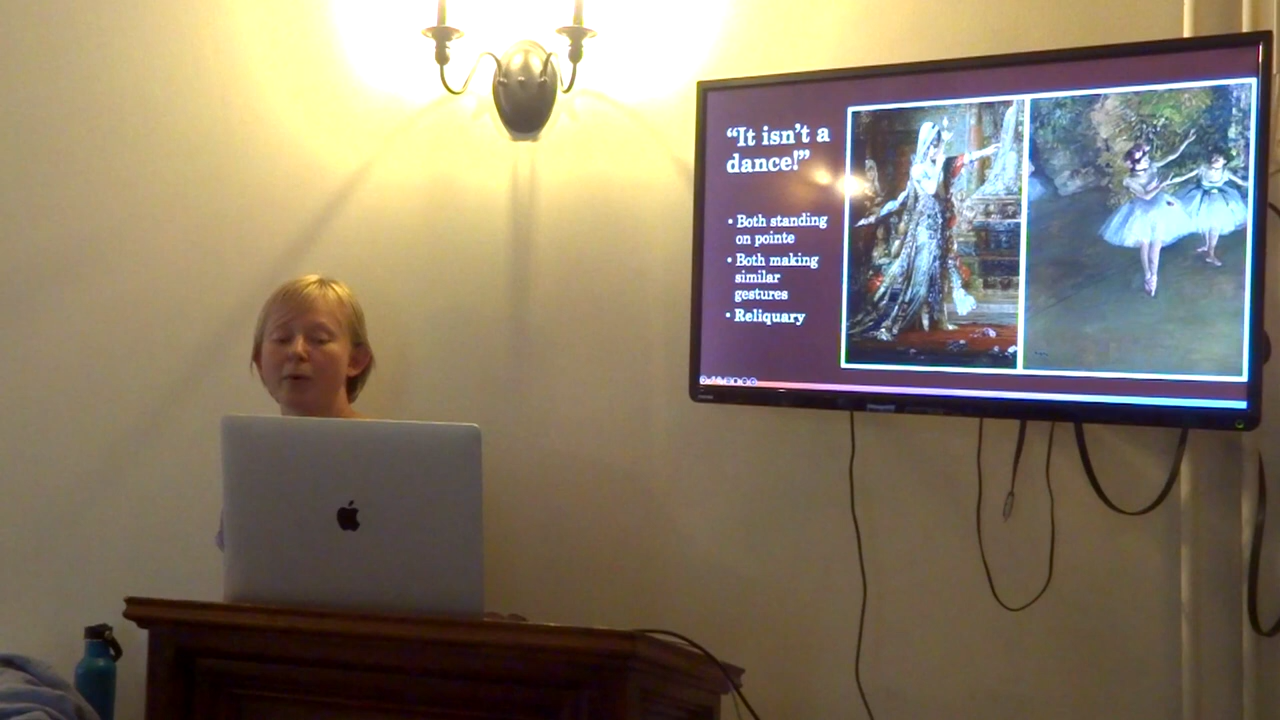 “It isn’t a
dance!”
• Both standing
on pointe
• Both making
similar
gestures
• Reliquary